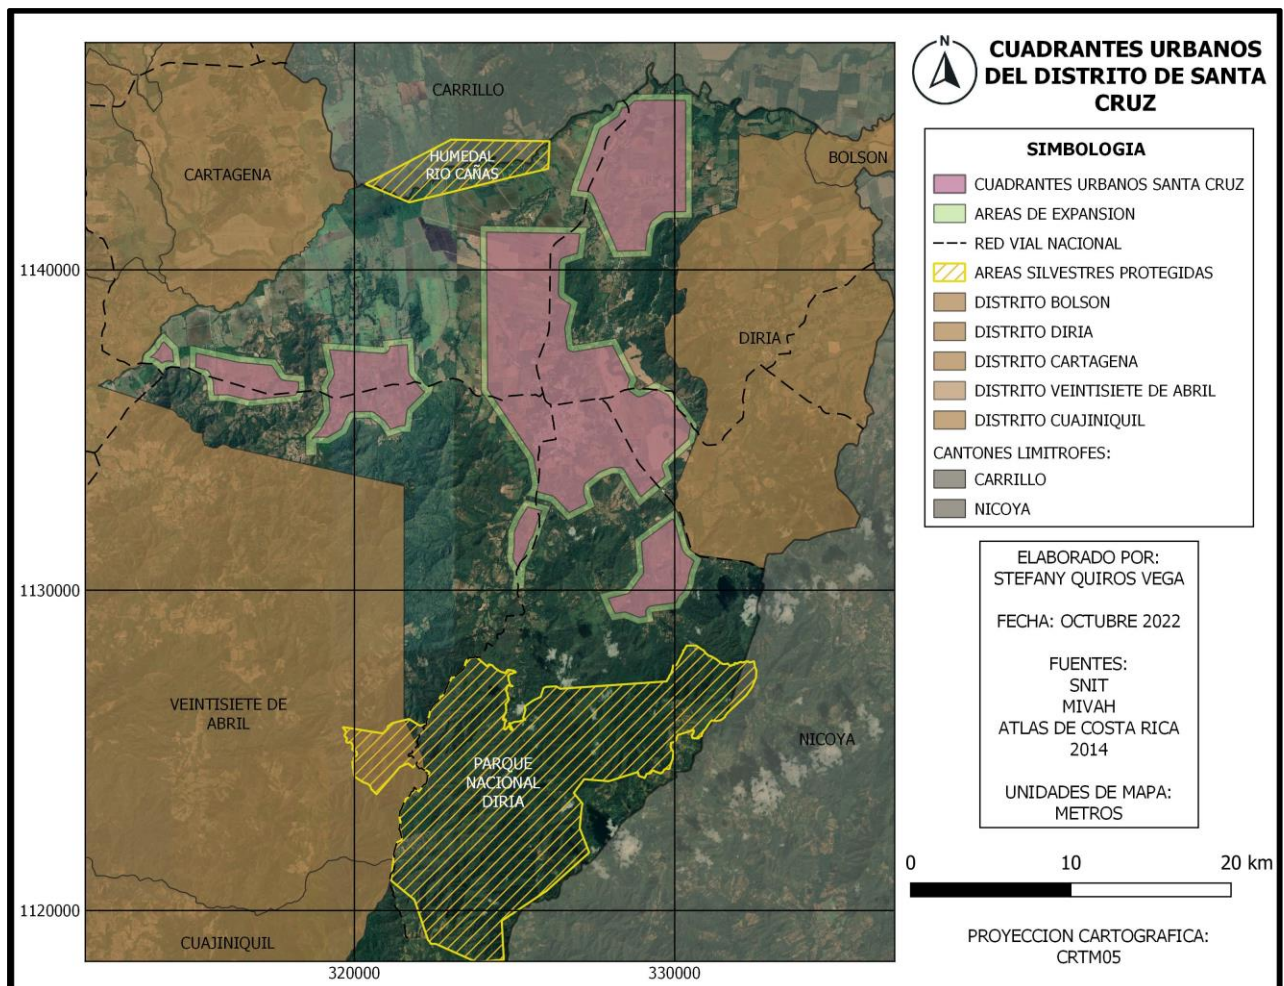 N
CUADRANTES URBANOS
DEL DISTRITO DE SANTA
CRUZ
SIMBOLOGIA
CUADRANTES URBANOS SANTA CRUZ
AREAS DE EXPANSION
RED VIAL NACIONAL
AREAS SILVESTRES PROTEGIDAS
DISTRITO BOLSON
DISTRITO DIRIA
DISTRITO CARTAGENA
DISTRITO VEINTISIETE DE ABRIL
DISTRITO CUAJINIQUIL
CANTONES LIMITROFES:
CARRILLO
NICOYA
ELABORADO POR:
STEFANY QUIROS VEGA
FECHA: OCTUBRE 2022
FUENTES:
SNIT
MIVAH
ATLAS DE COSTA RICA
2014
UNIDADES DE MAPA:
METROS
0 10 20 km
PROYECCION CARTOGRAFICA:
CRTM05
CARRILLO
HUMEDAL
RIO CAÑAS
CARTAGENA
BOLSON
1140000
DIRIA
1130000
VEINTISIETE DE
ABRIL
NICOYA
PARQUE
NACIONAL
DIRIA
1120000
CUAJINIQUIL
320000 330000